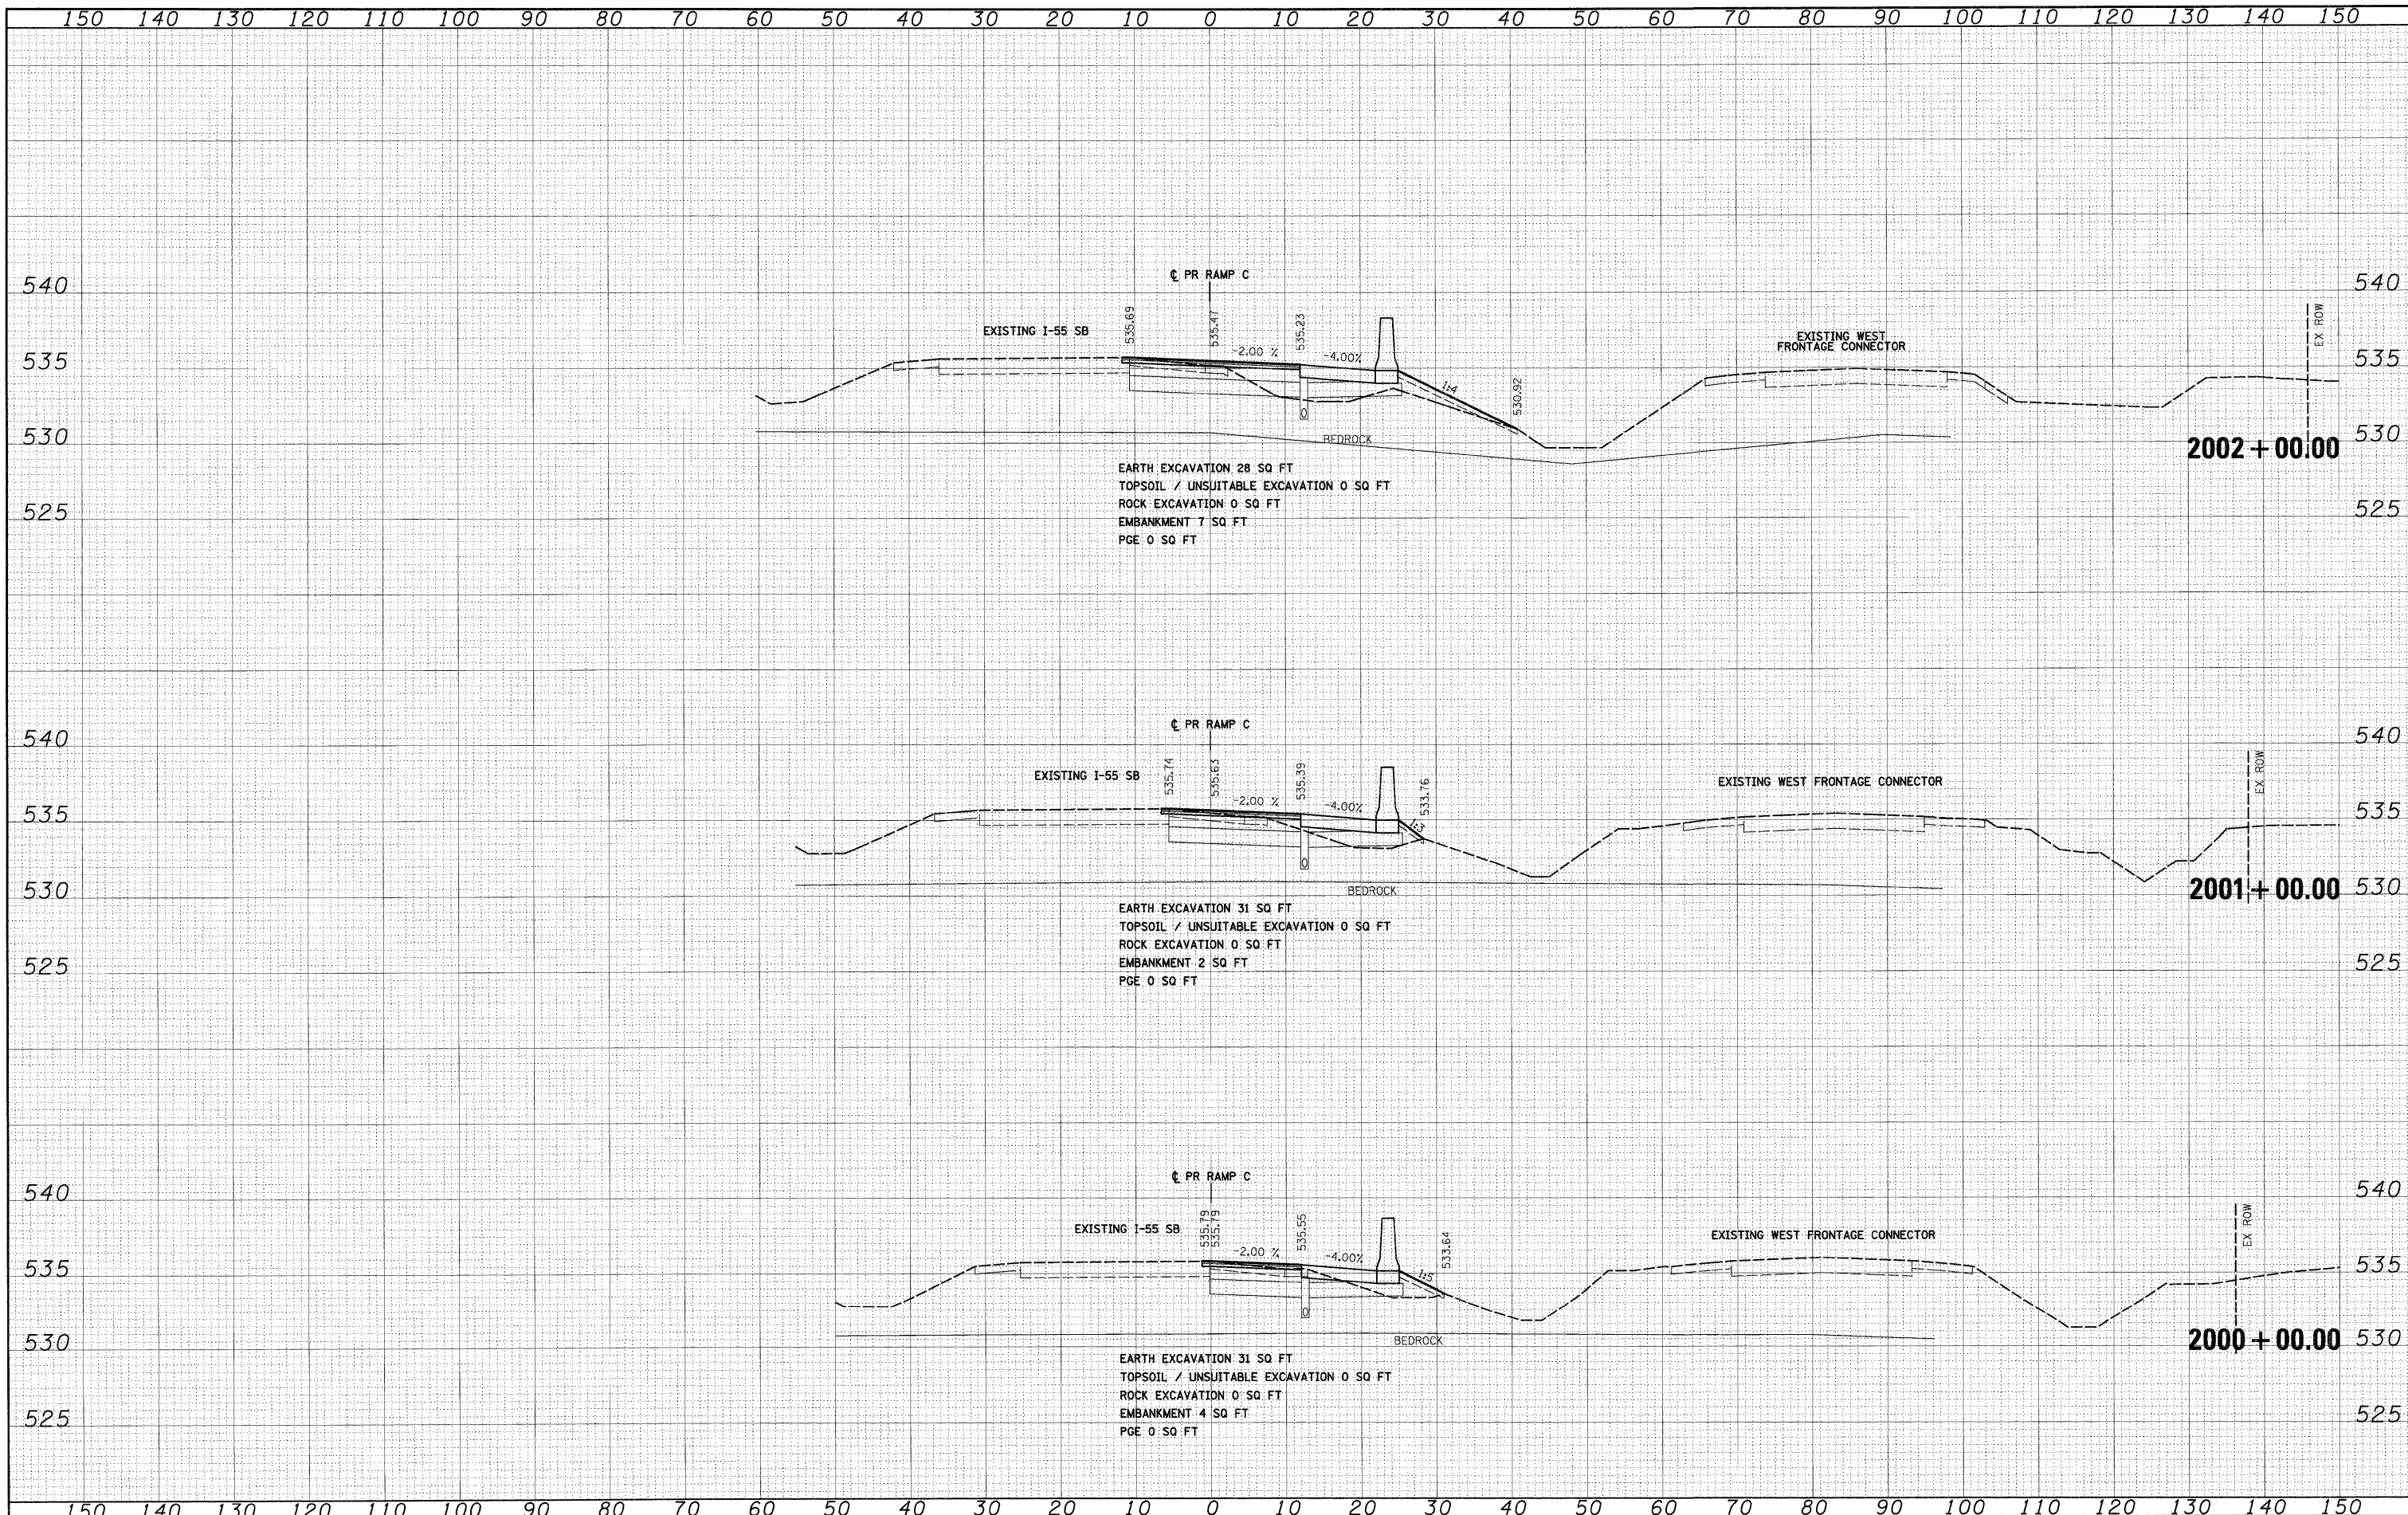 150 140 130 120 110 100 90 80 70 60 50 40 30 20 10 0 10 20 30 40 50 60 70 80 90 100 110 120 130 140 150
℄ PR RAMP C
540 540
EX ROW
535.69 535.47 535.23
EXISTING I-55 SB
EXISTING WEST
FRONTAGE CONNECTOR
-2.00 % -4.00%
535 535
1:4
530.92
530 BEDROCK 530
2002+00.00
EARTH EXCAVATION 28 SQ FT
TOPSOIL / UNSUITABLE EXCAVATION 0 SQ FT
ROCK EXCAVATION 0 SQ FT
EMBANKMENT 7 SQ FT
PGE 0 SQ FT
525 525
℄ PR RAMP C
540 540
EX ROW
535.74 535.63 535.39 533.76
EXISTING I-55 SB
EXISTING WEST FRONTAGE CONNECTOR
-2.00 % -4.00%
535 535
1:3
530 BEDROCK 530
2001+00.00
EARTH EXCAVATION 31 SQ FT
TOPSOIL / UNSUITABLE EXCAVATION 0 SQ FT
ROCK EXCAVATION 0 SQ FT
EMBANKMENT 2 SQ FT
PGE 0 SQ FT
525 525
℄ PR RAMP C
540 540
EX ROW
535.79 535.79 535.55 533.64
EXISTING I-55 SB
EXISTING WEST FRONTAGE CONNECTOR
-2.00 % -4.00%
535 535
1:5
530 BEDROCK 530
2000+00.00
EARTH EXCAVATION 31 SQ FT
TOPSOIL / UNSUITABLE EXCAVATION 0 SQ FT
ROCK EXCAVATION 0 SQ FT
EMBANKMENT 4 SQ FT
PGE 0 SQ FT
525 525
150 140 130 120 110 100 90 80 70 60 50 40 30 20 10 0 10 20 30 40 50 60 70 80 90 100 110 120 130 140 150